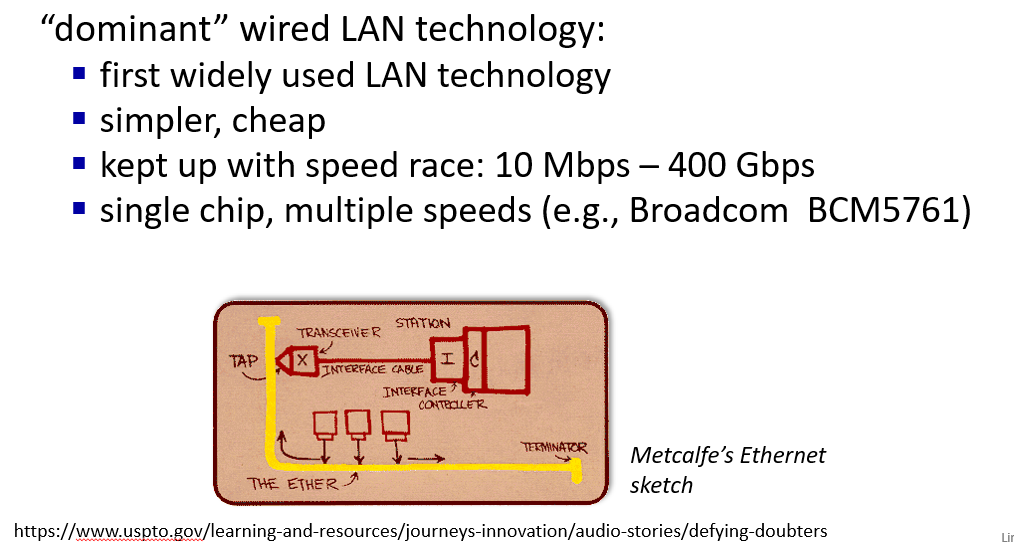 “dominant” wired LAN technology:
▪ first widely used LAN technology
▪ simpler, cheap
▪ kept up with speed race: 10 Mbps – 400 Gbps
▪ single chip, multiple speeds (e.g., Broadcom  BCM5761)
STATION
TRANSCEIVER
TAP
X
I
C
INTERFACE CABLE
INTERFACE
CONTROLLER
TERMINATOR
THE ETHER
Metcalfe’s Ethernet
sketch
https://www.uspto.gov/learning-and-resources/journeys-innovation/audio-stories/defying-doubters